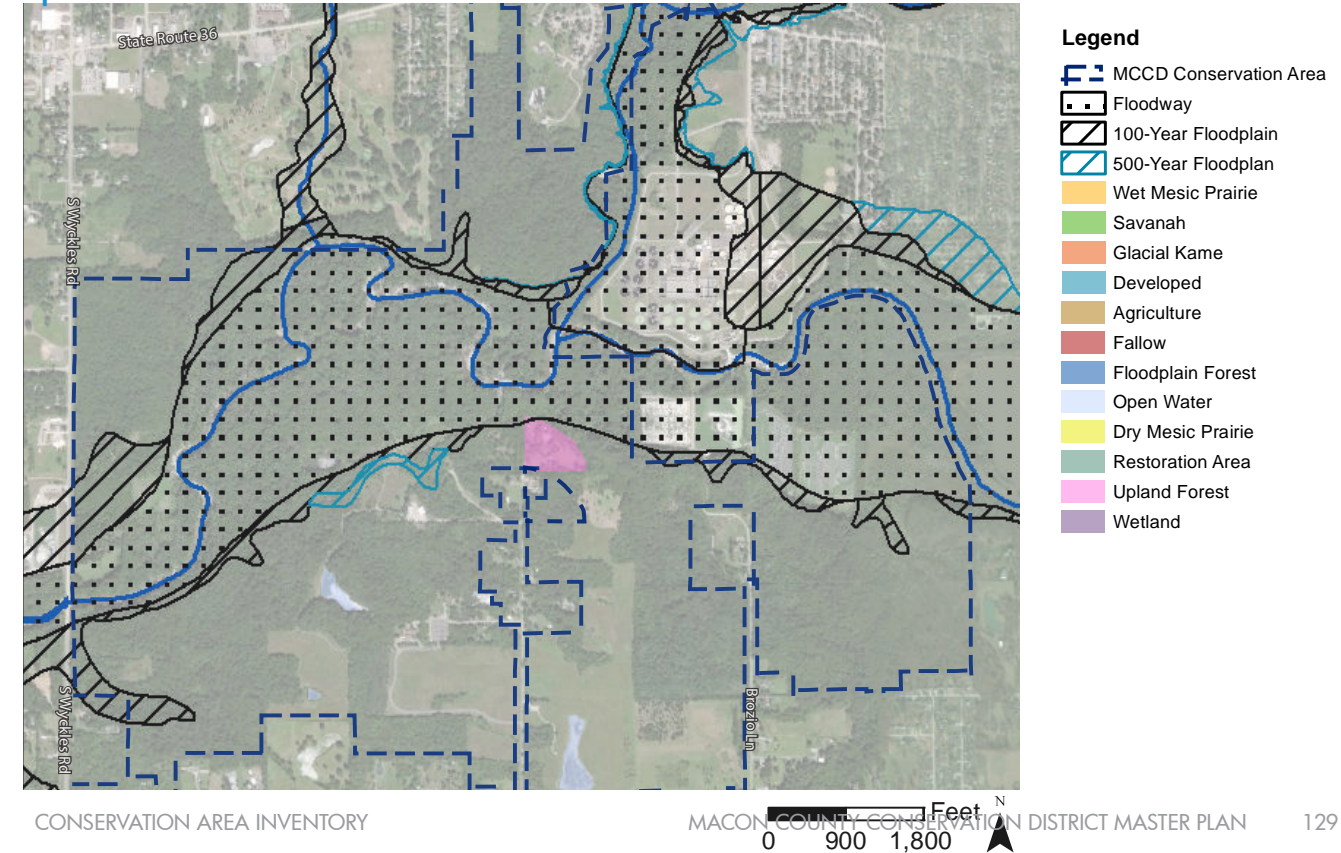 State Route 36
S Wyckles Rd
S Wyckles Rd
Brozio Ln
Legend
MCCD Conservation Area
Floodway
100-Year Floodplain
500-Year Floodplan
Wet Mesic Prairie
Savanah
Glacial Kame
Developed
Agriculture
Fallow
Floodplain Forest
Open Water
Dry Mesic Prairie
Restoration Area
Upland Forest
Wetland
Feet
N
0 900 1,800
CONSERVATION AREA INVENTORY
MACON COUNTY CONSERVATION DISTRICT MASTER PLAN 129